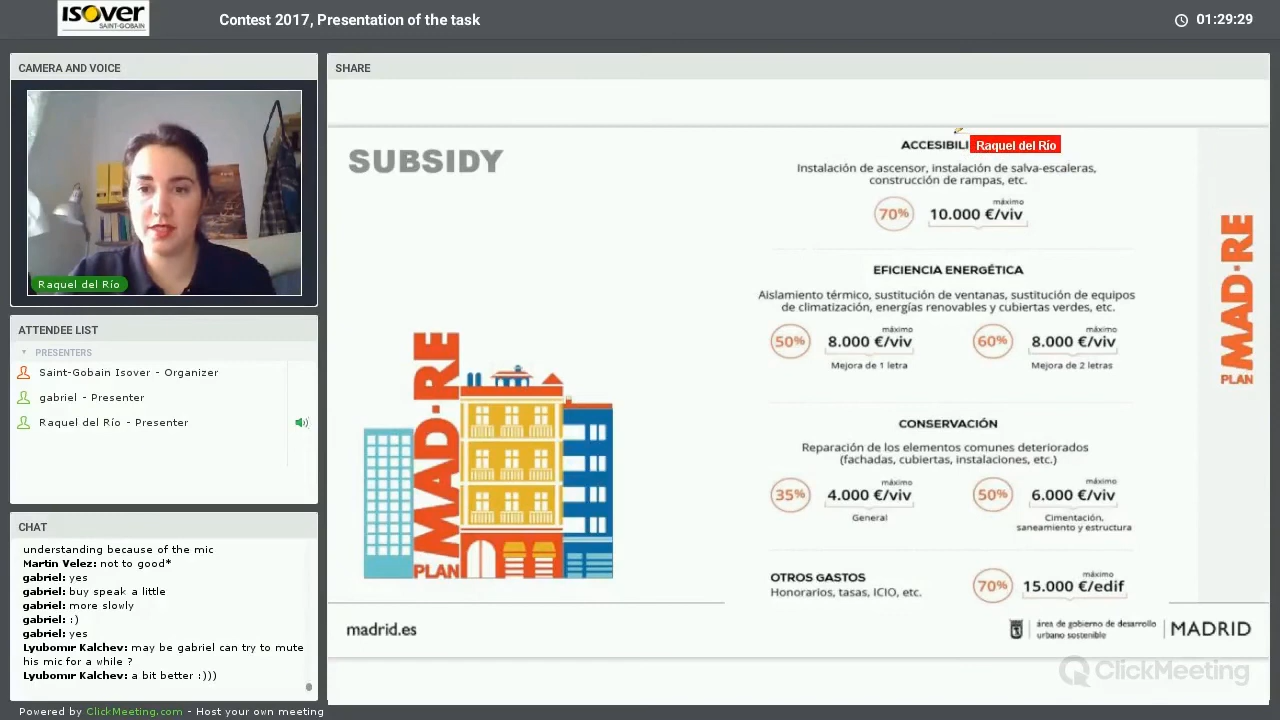 isover
SAINT-GOBAIN
Contest 2017, Presentation of the task
01:29:29
CAMERA AND VOICE
Raquel del Río
ATTENDEE LIST
PRESENTERS
Saint-Gobain Isover - Organizer
gabriel - Presenter
Raquel del Río - Presenter
CHAT
understanding because of the mic
Martin Velez: not to good*
gabriel: yes
gabriel: buy speak a little
gabriel: more slowly
gabriel: :)
gabriel: yes
Lyubomir Kalchev: may be gabriel can try to mute
his mic for a while ?
Lyubomir Kalchev: a bit better :)))
Powered by ClickMeeting.com - Host your own meeting
SHARE
SUBSIDY
PLAN MAD-RE
madrid.es
ACCESIBILI
Raquel del Río
Instalación de ascensor, instalación de salva-escaleras,
construcción de rampas, etc.
70% máximo 10.000 €/viv
EFICIENCIA ENERGÉTICA
Aislamiento térmico, sustitución de ventanas, sustitución de equipos
de climatización, energías renovables y cubiertas verdes, etc.
50% máximo 8.000 €/viv
Mejora de 1 letra
60% máximo 8.000 €/viv
Mejora de 2 letras
CONSERVACIÓN
Reparación de los elementos comunes deteriorados
(fachadas, cubiertas, instalaciones, etc.)
35% máximo 4.000 €/viv
General
50% máximo 6.000 €/viv
Cimentación,
saneamiento y estructura
OTROS GASTOS
Honorarios, tasas, ICIO, etc.
70% máximo 15.000 €/edif
PLAN MAD-RE
área de gobierno de desarrollo
urbano sostenible
MADRID
ClickMeeting